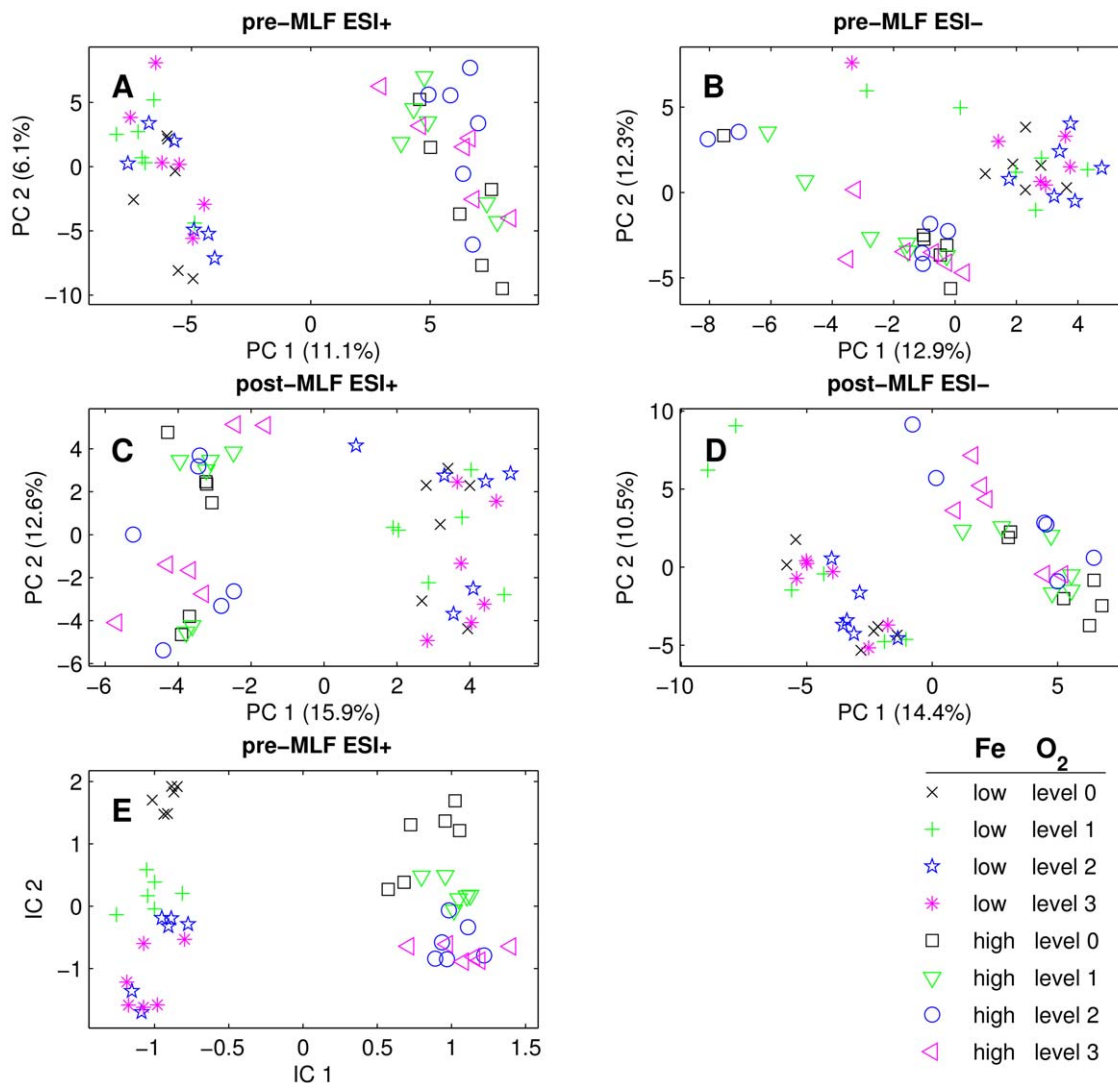 pre−MLF ESI+
A
5
0
−5
−10
PC 2 (6.1%)
−5
0
5
PC 1 (11.1%)
pre−MLF ESI−
B
5
0
−5
PC 2 (12.3%)
−8
−6
−4
−2
0
2
4
PC 1 (12.9%)
post−MLF ESI+
C
4
2
0
−2
−4
−6
PC 2 (12.6%)
−6
−4
−2
0
2
4
PC 1 (15.9%)
post−MLF ESI−
D
10
5
0
−5
PC 2 (10.5%)
−10
−5
0
5
PC 1 (14.4%)
pre−MLF ESI+
E
2
1
0
−1
IC 2
−1
−0.5
0
0.5
1
1.5
IC 1
Fe O2
low level 0
low level 1
low level 2
low level 3
high level 0
high level 1
high level 2
high level 3